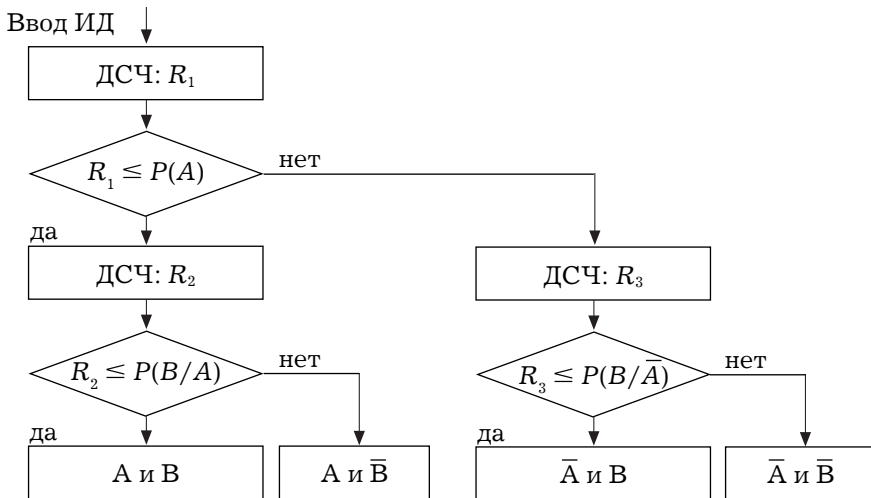 Ввод ИД
ДСЧ: R₁
R₁ ≤ P(A)
нет
да
ДСЧ: R₂
ДСЧ: R₃
R₂ ≤ P(B/A)
нет
R₃ ≤ P(B/A̅)
нет
да
да
A и B
A и B̅
A̅ и B
A̅ и B̅